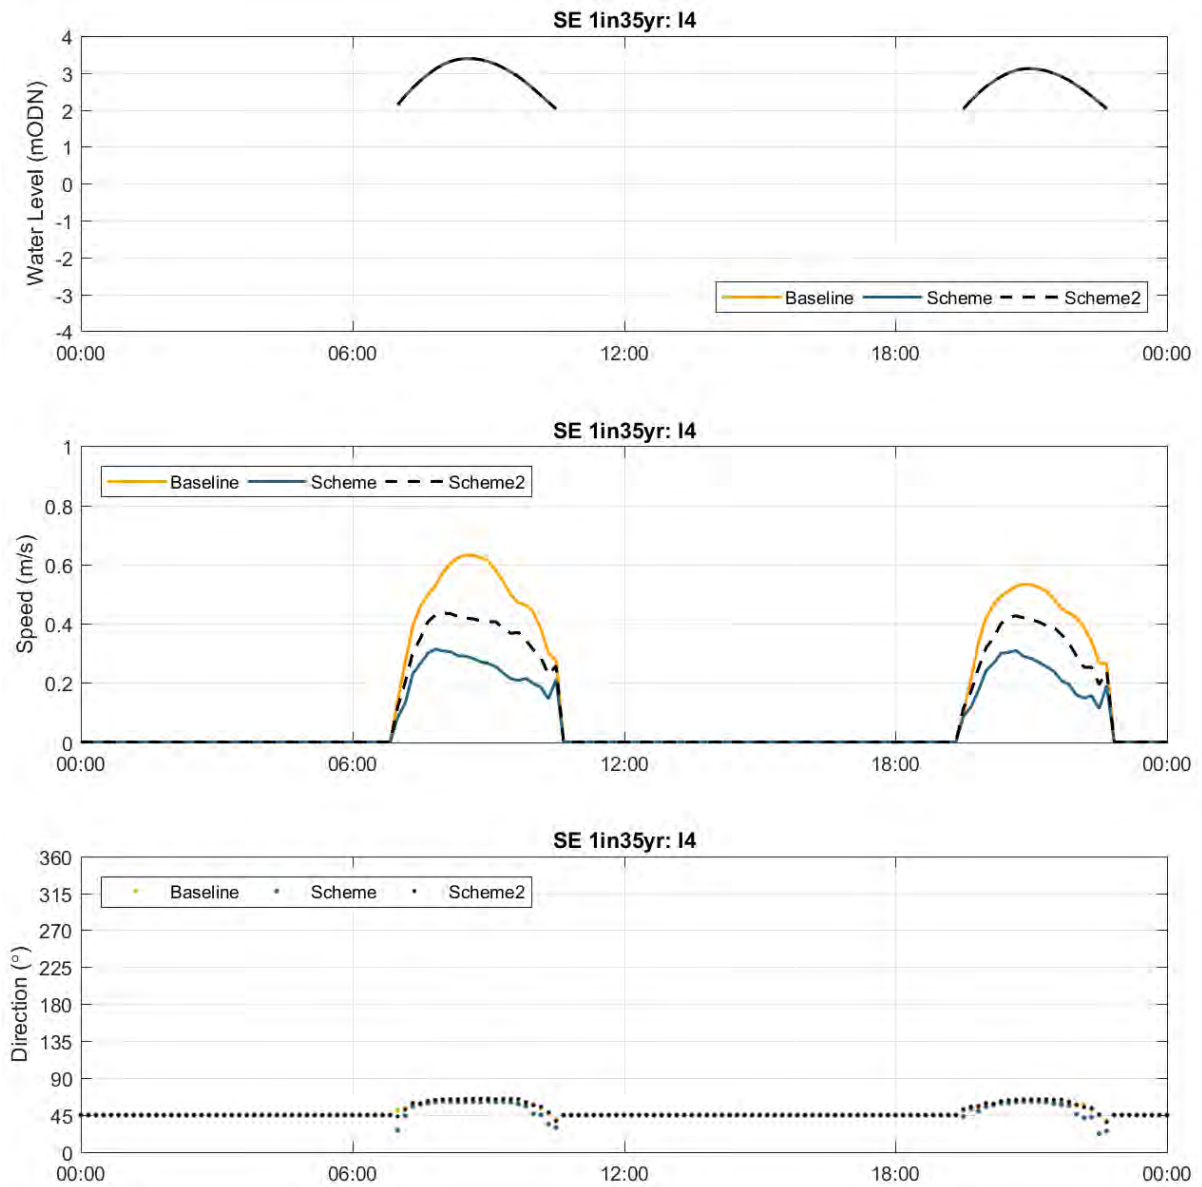 SE 1in35yr: I4
Water Level (mODN)
4
3
2
1
0
-1
-2
-3
-4
Baseline Scheme Scheme2
00:00 06:00 12:00 18:00 00:00
SE 1in35yr: I4
Speed (m/s)
1
0.8
0.6
0.4
0.2
0
Baseline Scheme Scheme2
00:00 06:00 12:00 18:00 00:00
SE 1in35yr: I4
Direction (°)
360
315
270
225
180
135
90
45
0
Baseline Scheme Scheme2
00:00 06:00 12:00 18:00 00:00